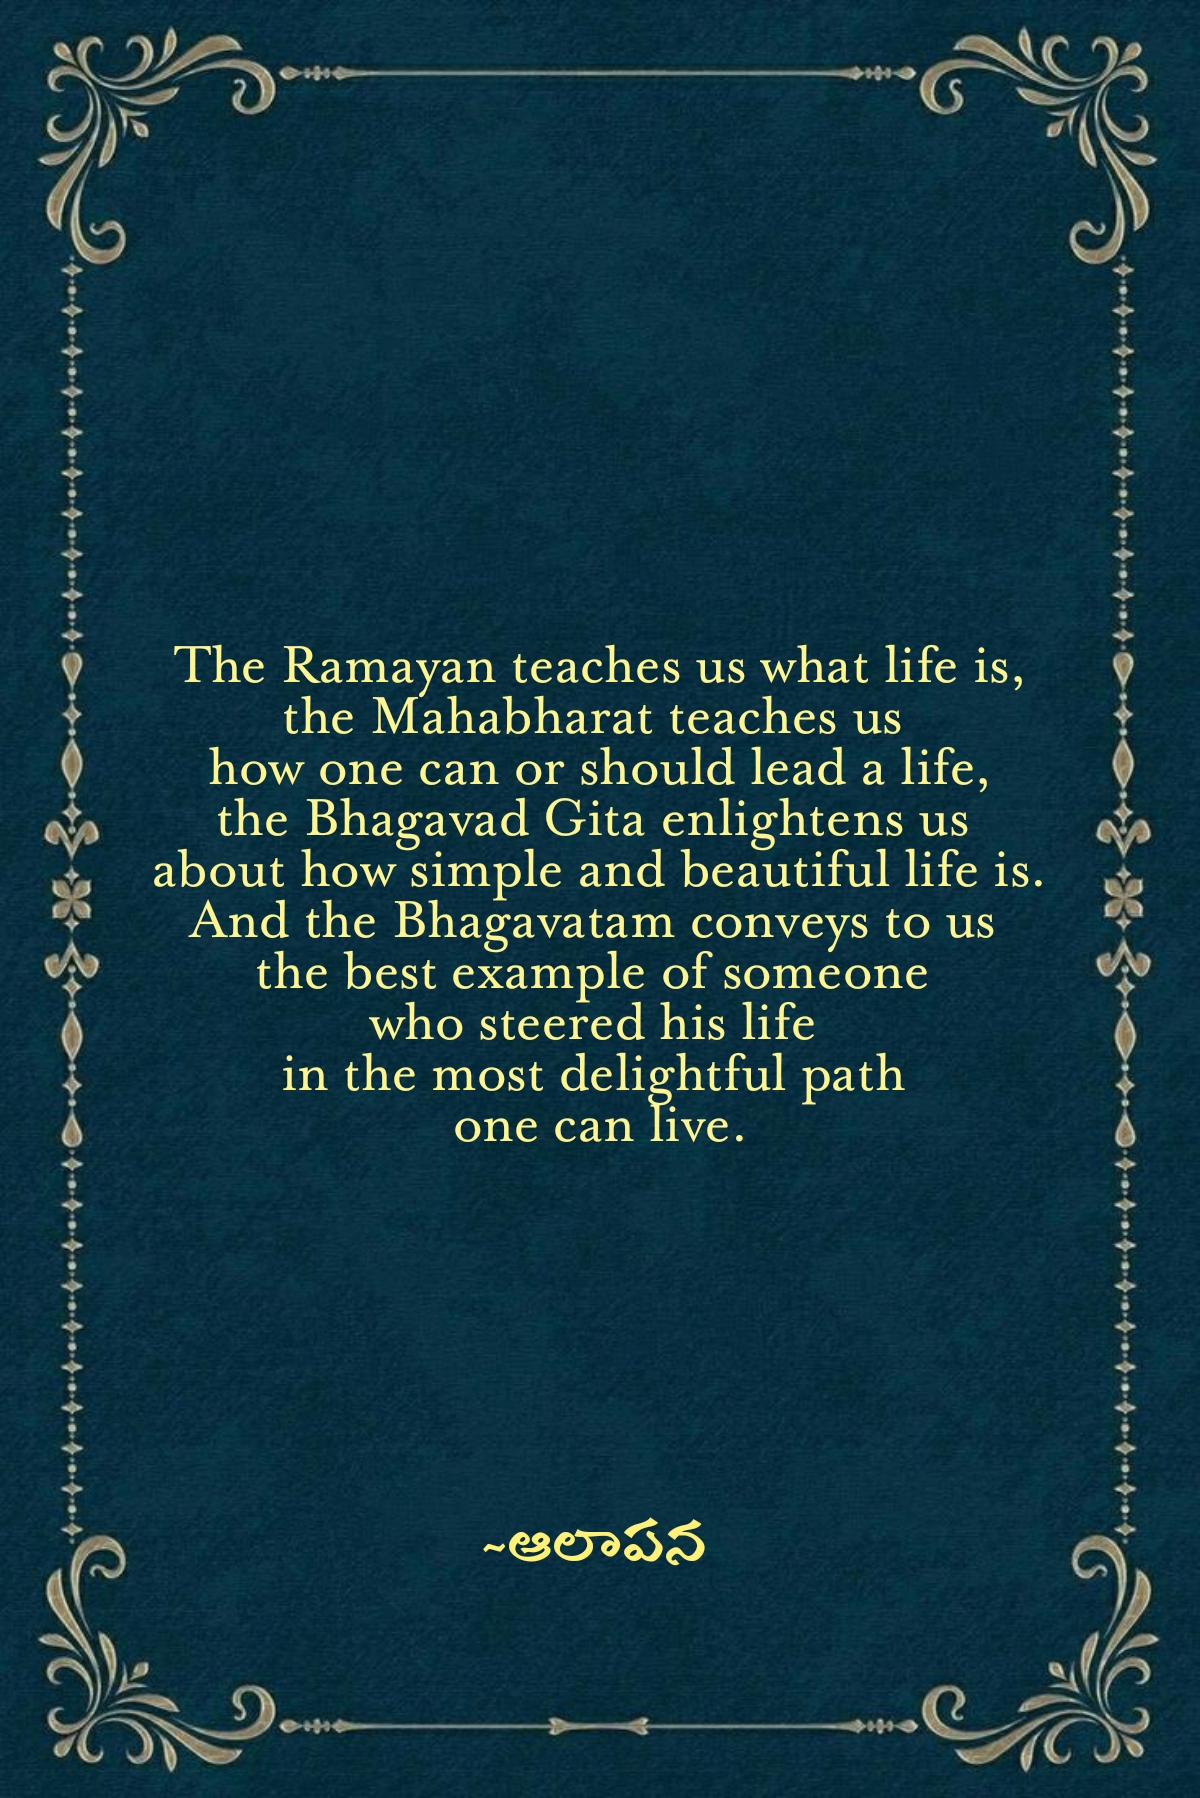 The Ramayan teaches us what life is,
the Mahabharat teaches us
how one can or should lead a life,
the Bhagavad Gita enlightens us
about how simple and beautiful life is.
And the Bhagavatam conveys to us
the best example of someone
who steered his life
in the most delightful path
one can live.
~ఆలాపన